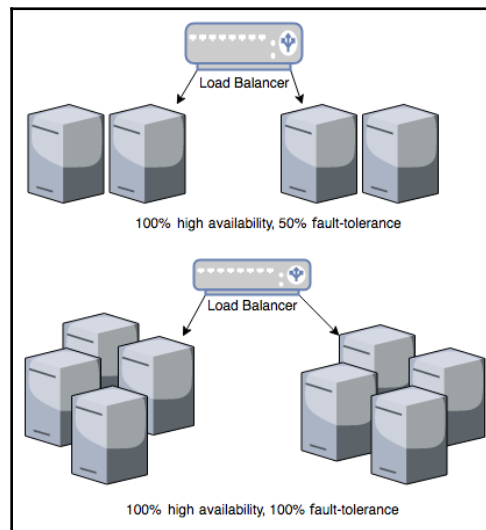 Load Balancer
100% high availability, 50% fault-tolerance
Load Balancer
100% high availability, 100% fault-tolerance